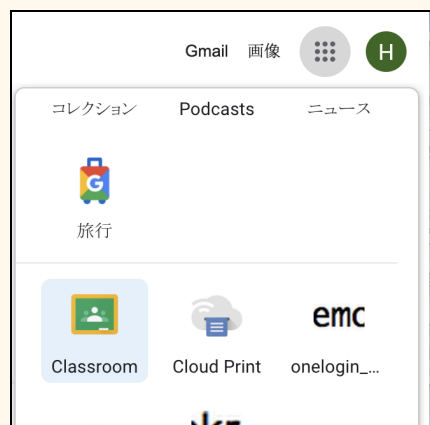 Gmail 画像 H
コレクション Podcasts ニュース
G
旅行
emc
Classroom Cloud Print onelogin_...